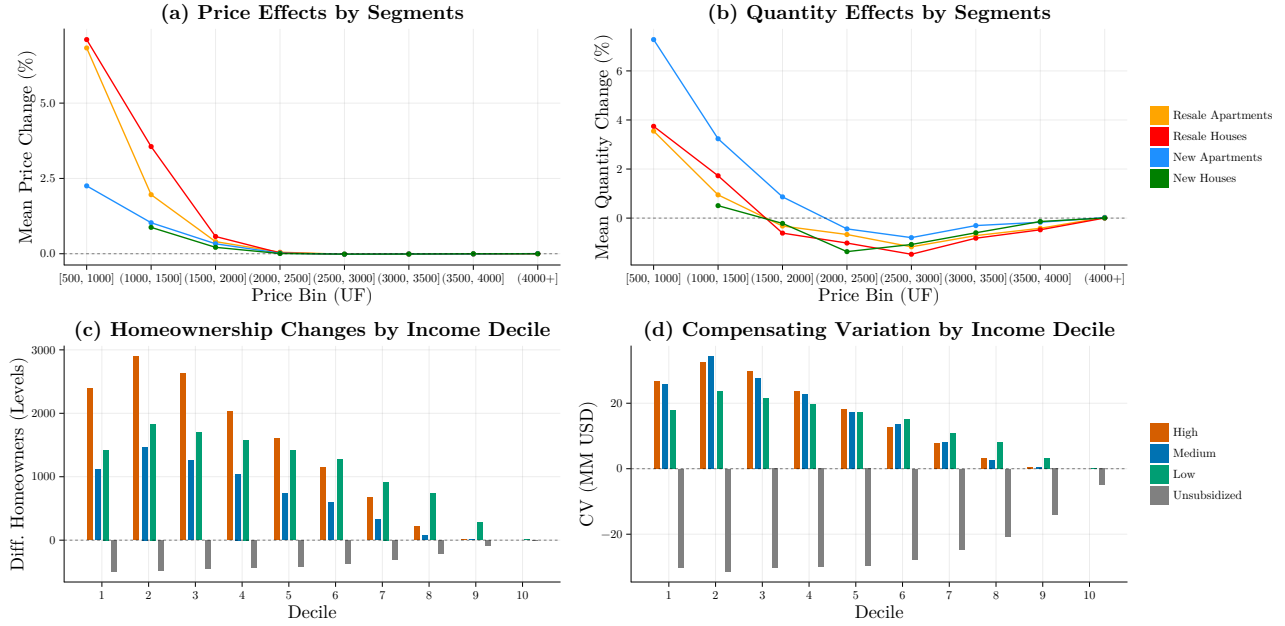 (a) Price Effects by Segments
Mean Price Change (%)
5.0
2.5
0.0
[500, 1000] (1000, 1500] (1500, 2000] (2000, 2500] (2500, 3000] (3000, 3500] (3500, 4000] (4000+]
Price Bin (UF)
(b) Quantity Effects by Segments
Mean Quantity Change (%)
6
4
2
0
[500, 1000] (1000, 1500] (1500, 2000] (2000, 2500] (2500, 3000] (3000, 3500] (3500, 4000] (4000+]
Price Bin (UF)
Resale Apartments
Resale Houses
New Apartments
New Houses
(c) Homeownership Changes by Income Decile
Diff. Homeowners (Levels)
3000
2000
1000
0
1 2 3 4 5 6 7 8 9 10
Decile
(d) Compensating Variation by Income Decile
CV (MM USD)
20
0
−20
1 2 3 4 5 6 7 8 9 10
Decile
High
Medium
Low
Unsubsidized